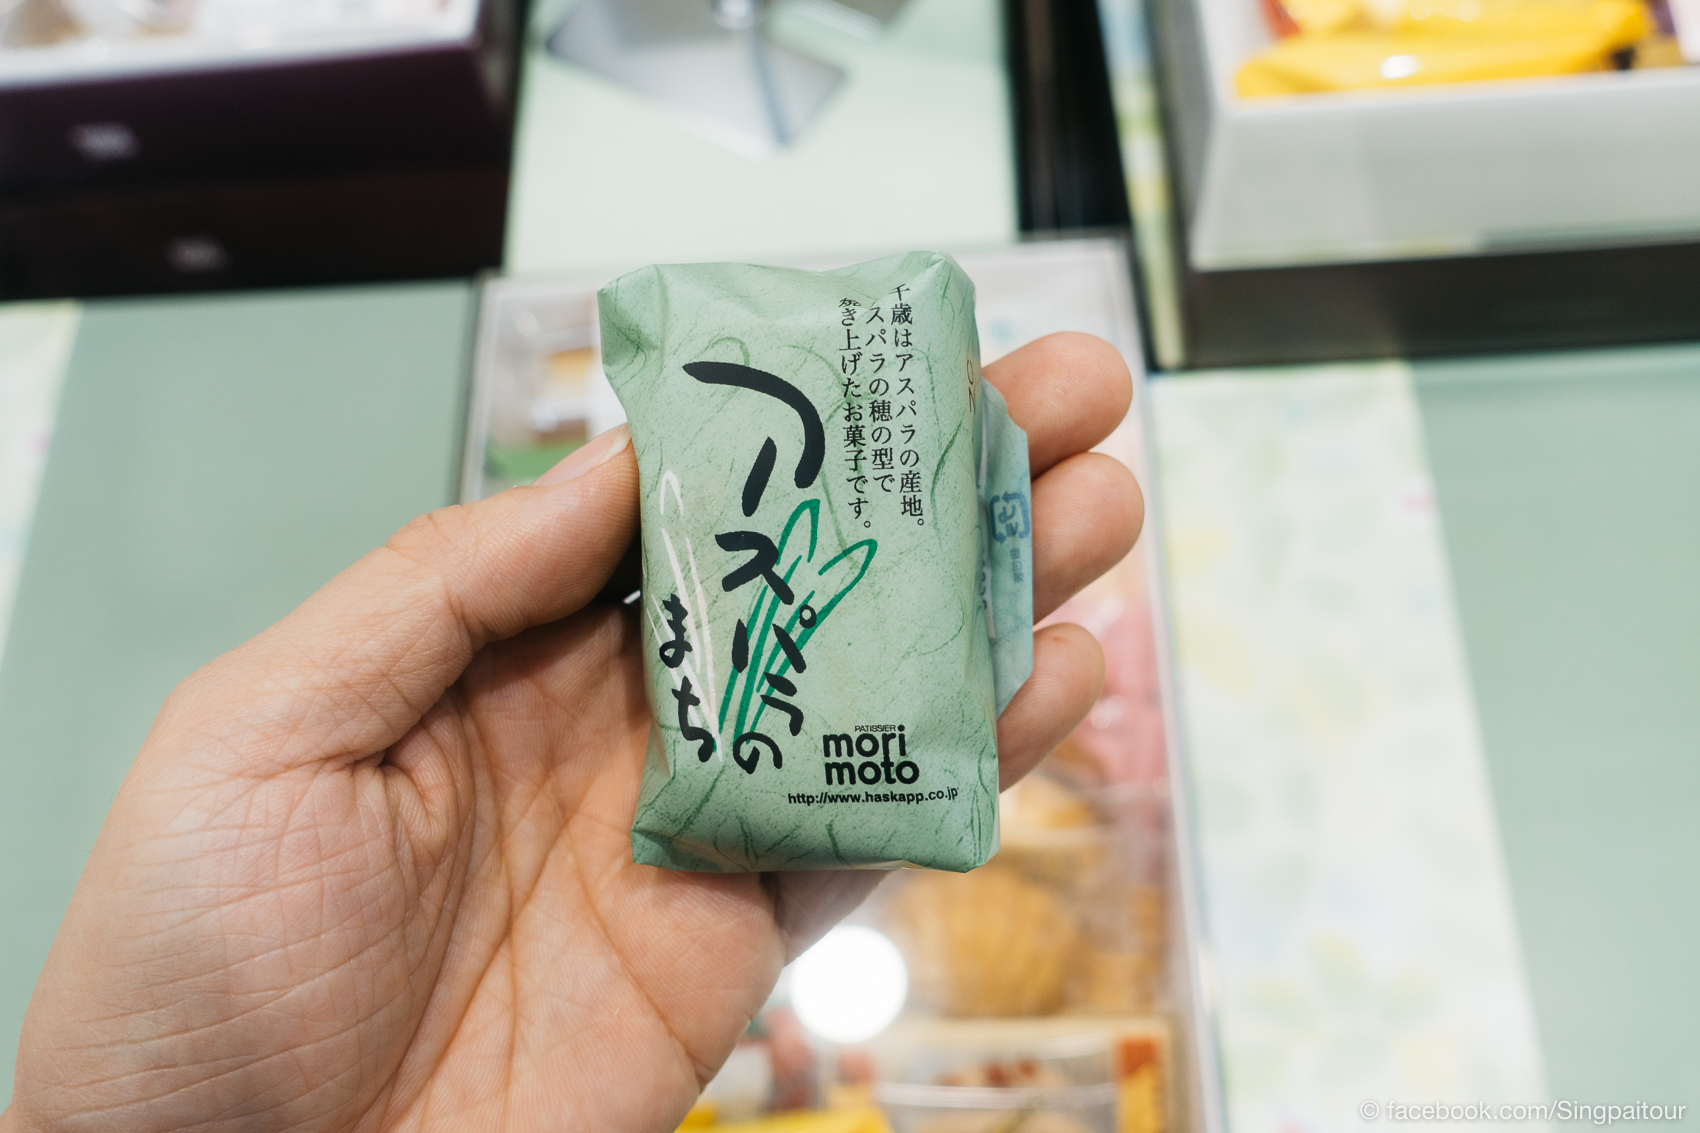 千歳はアスパラの産地。
スパラの穂の型で
焼き上げたお菓子です。
アスパラの
まち
PATISSIER
mori
moto
http://www.haskapp.co.jp
プラ
© facebook.com/Singpaitour